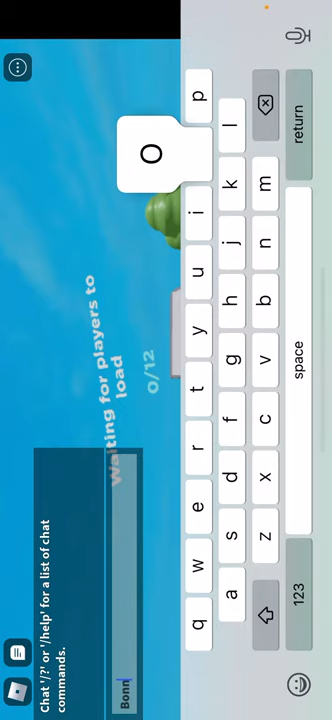 Waiting for players to
load
0/12
Chat '/?' or '/help' for a list of chat
commands.
Bonn
O
q w e r t y u i p
a s d f g h j k l
z x c v b n m
123 space return